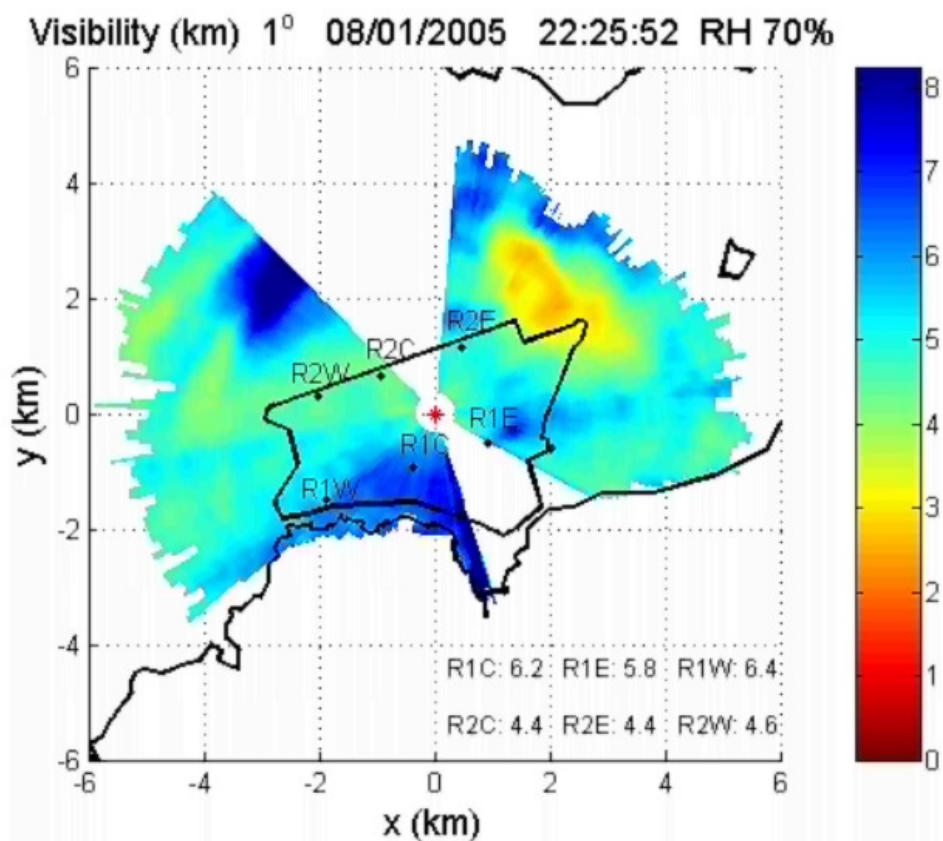 Visibility (km) 1° 08/01/2005 22:25:52 RH 70%
6
4
2
0
-2
-4
-6
y (km)
-6
-4
-2
0
2
4
6
x (km)
R2E
R2C
R2W
R1E
R1C
R1W
R1C: 6.2 R1E: 5.8 R1W: 6.4
R2C: 4.4 R2E: 4.4 R2W: 4.6
8
7
6
5
4
3
2
1
0